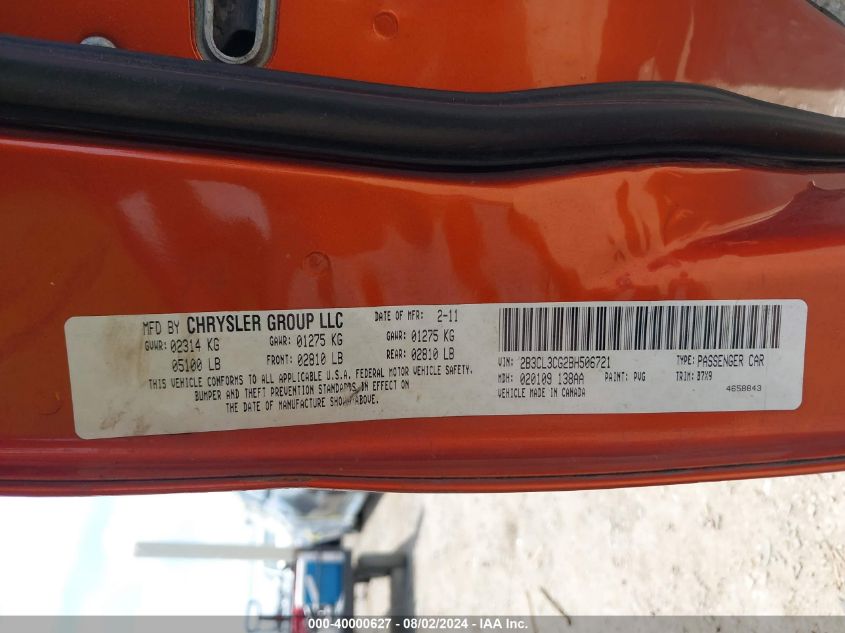 MFD BY CHRYSLER GROUP LLC DATE OF MFR: 2-11
GVWR: 02314 KG GAWR: 01275 KG GAWR: 01275 KG
05100 LB FRONT: 02810 LB REAR: 02810 LB
THIS VEHICLE CONFORMS TO ALL APPLICABLE U.S.A. FEDERAL MOTOR VEHICLE SAFETY,
BUMPER AND THEFT PREVENTION STANDARDS IN EFFECT ON
THE DATE OF MANUFACTURE SHOWN ABOVE.
VIN: 2B3CL3CG2BH506721 TYPE: PASSENGER CAR
MDH: 020109 138AA PAINT: PVG TRIM: B7X9
VEHICLE MADE IN CANADA 4658843
000-40000627 - 08/02/2024 - IAA Inc.